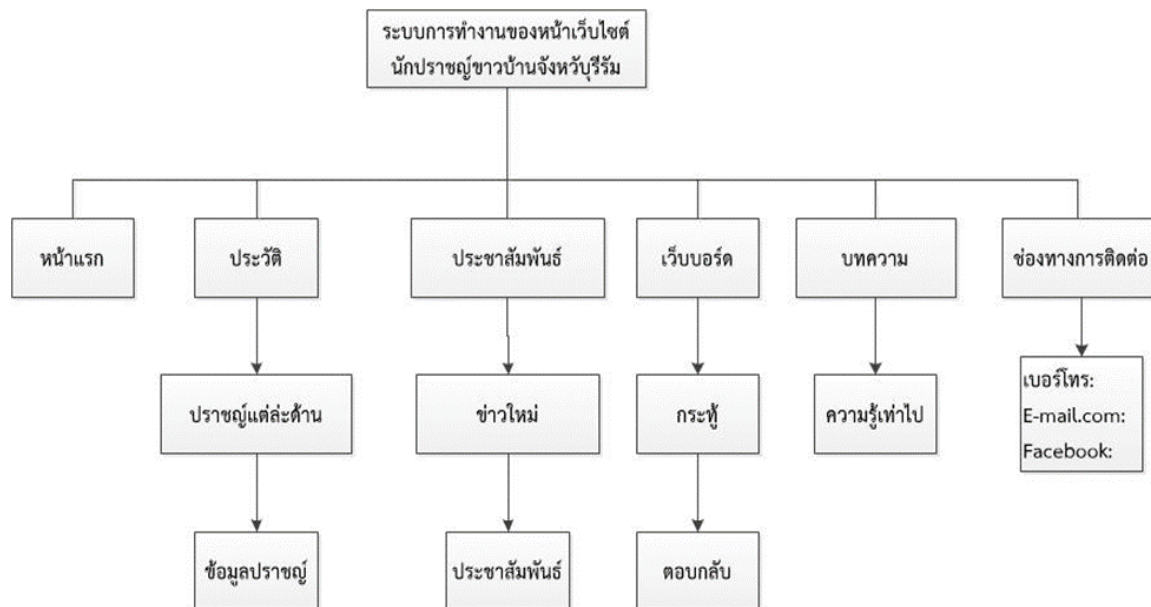 ระบบการทำงานของหน้าเว็บไซต์
นักปราชญ์ขาวบ้านจังหวับุรีรัม
หน้าแรก
ประวัติ
ประชาสัมพันธ์
เว็บบอร์ด
บทความ
ช่องทางการติดต่อ
ปราชญ์แต่ล่ะด้าน
ข่าวใหม่
กระทู้
ความรู้เท่าไป
เบอร์โทร:
E-mail.com:
Facebook:
ข้อมูลปราชญ์
ประชาสัมพันธ์
ตอบกลับ